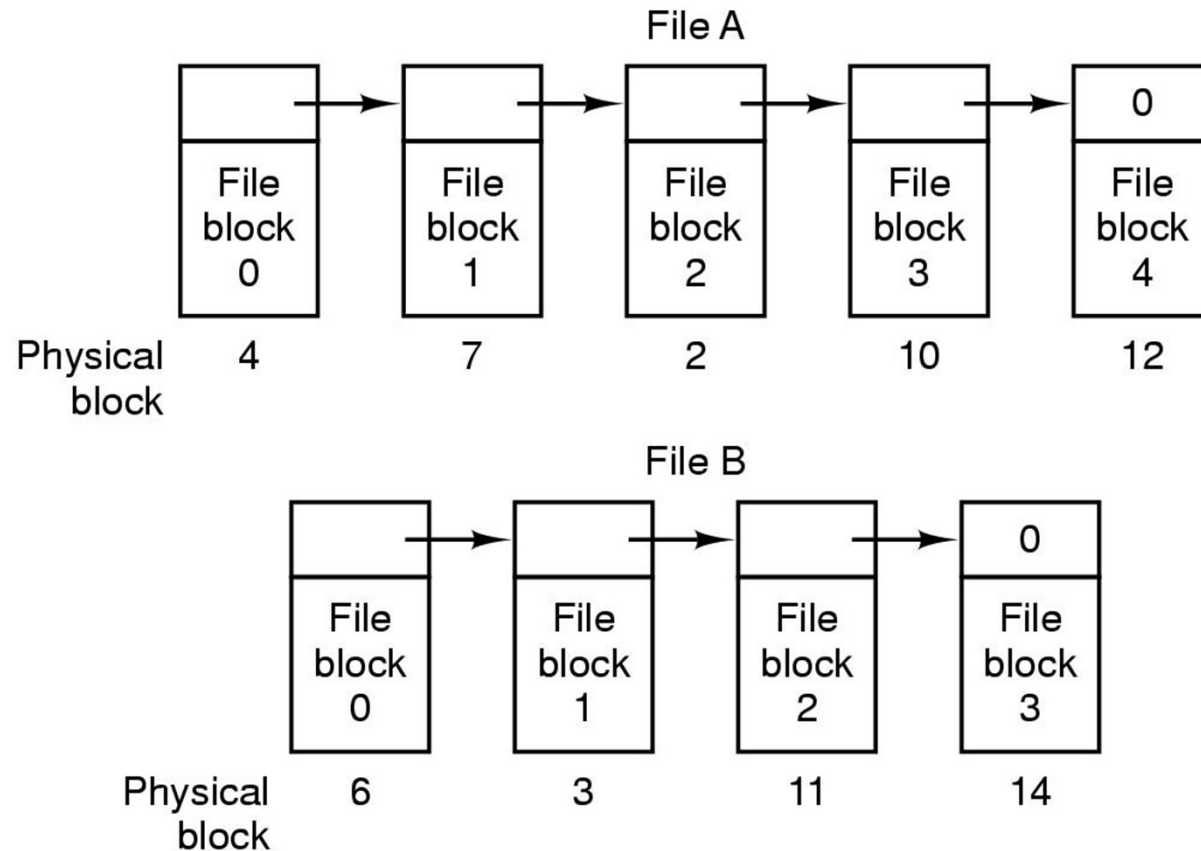 File A
0
File File File File File
block block block block block
0 1 2 3 4
Physical 4 7 2 10 12
block
File B
0
File File File File
block block block block
0 1 2 3
Physical 6 3 11 14
block